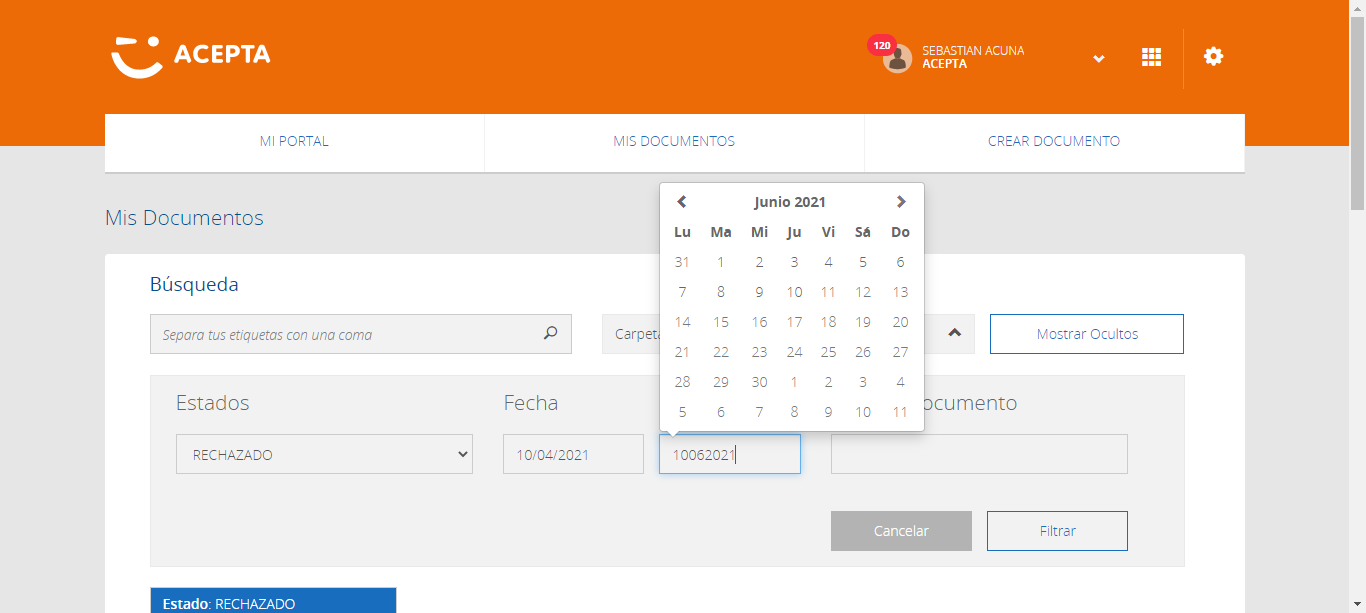 ACEPTA
120
SEBASTIAN ACUNA
ACEPTA
MI PORTAL
MIS DOCUMENTOS
CREAR DOCUMENTO
Mis Documentos
Junio 2021
Lu Ma Mi Ju Vi Sá Do
31 1 2 3 4 5 6
7 8 9 10 11 12 13
14 15 16 17 18 19 20
21 22 23 24 25 26 27
28 29 30 1 2 3 4
5 6 7 8 9 10 11
Búsqueda
Separa tus etiquetas con una coma
Carpeta
Mostrar Ocultos
Estados
Fecha
ocumento
RECHAZADO
10/04/2021
10062021
Cancelar
Filtrar
Estado: RECHAZADO